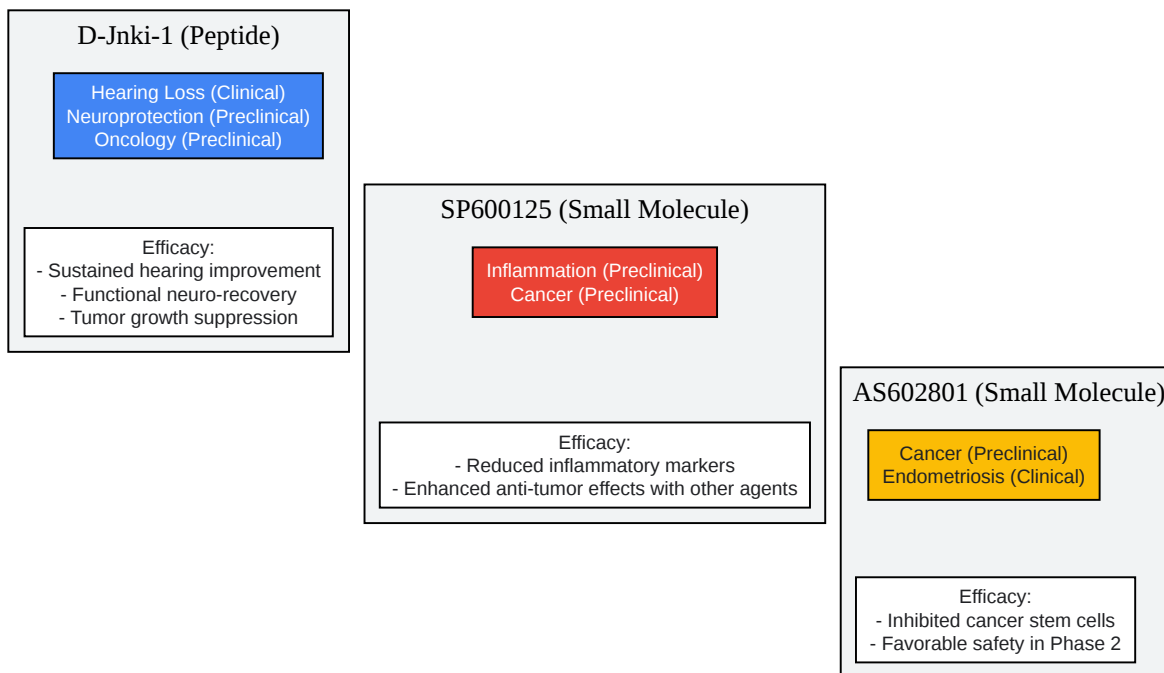 D-Jnki-1 (Peptide)
Hearing Loss (Clinical)
Neuroprotection (Preclinical)
Oncology (Preclinical)
Efficacy:
- Sustained hearing improvement
- Functional neuro-recovery
- Tumor growth suppression
SP600125 (Small Molecule)
Inflammation (Preclinical)
Cancer (Preclinical)
Efficacy:
- Reduced inflammatory markers
- Enhanced anti-tumor effects with other agents
AS602801 (Small Molecule)
Cancer (Preclinical)
Endometriosis (Clinical)
Efficacy:
- Inhibited cancer stem cells
- Favorable safety in Phase 2